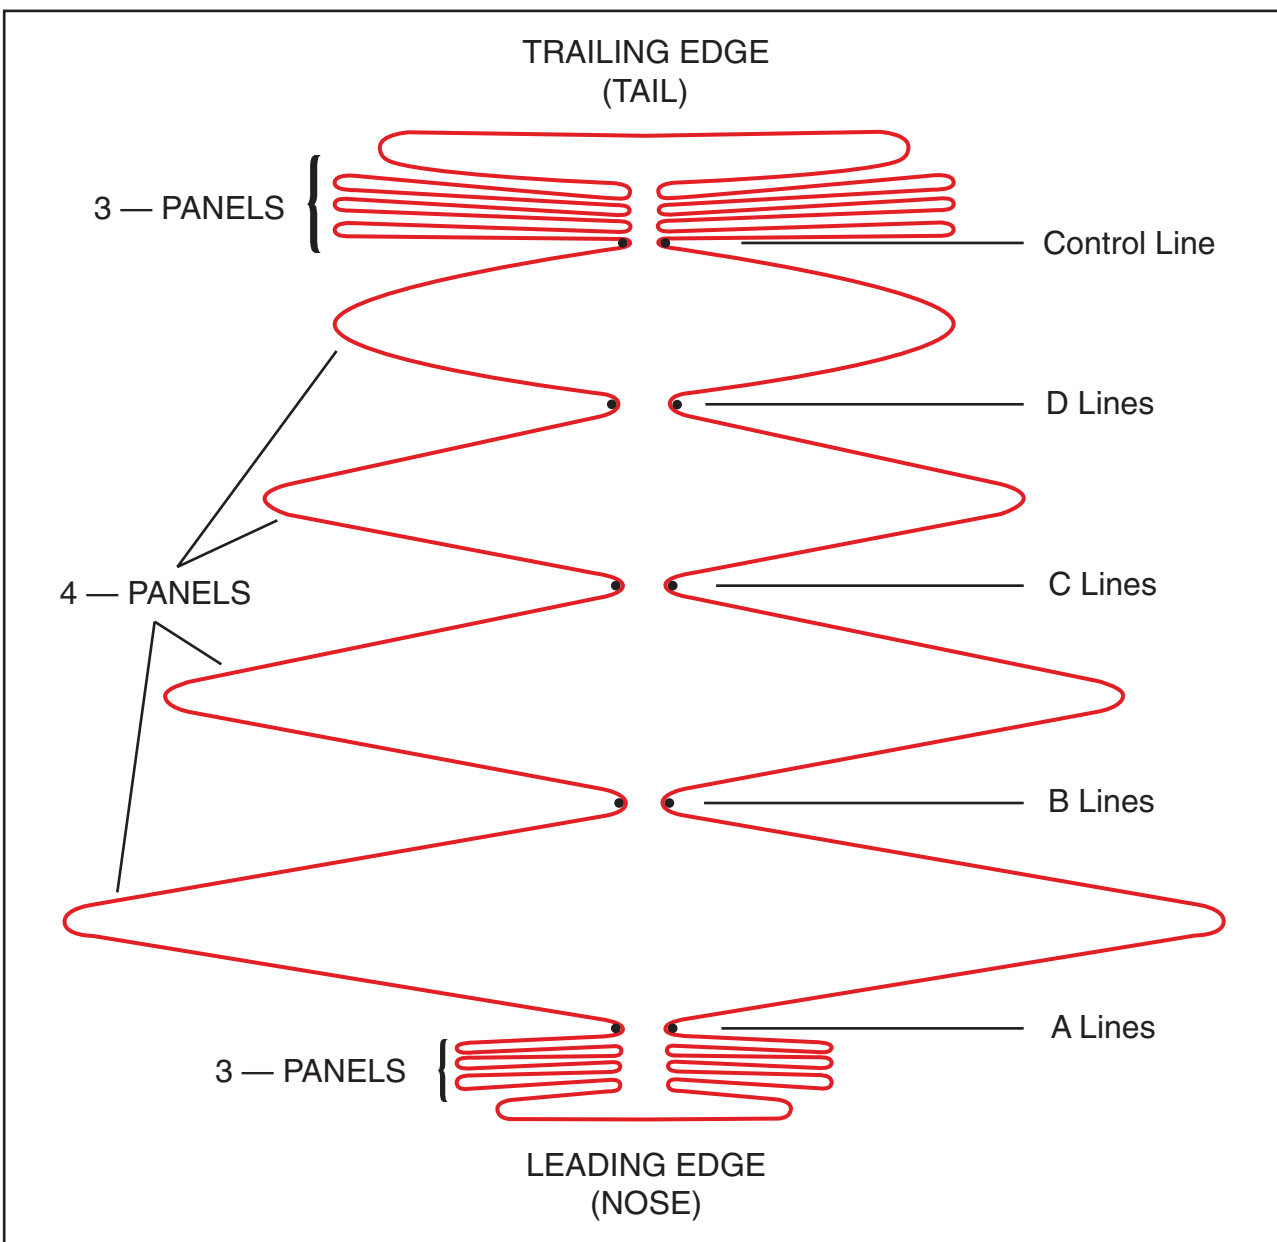 TRAILING EDGE
(TAIL)
3 — PANELS
Control Line
D Lines
4 — PANELS
C Lines
B Lines
A Lines
3 — PANELS
LEADING EDGE
(NOSE)